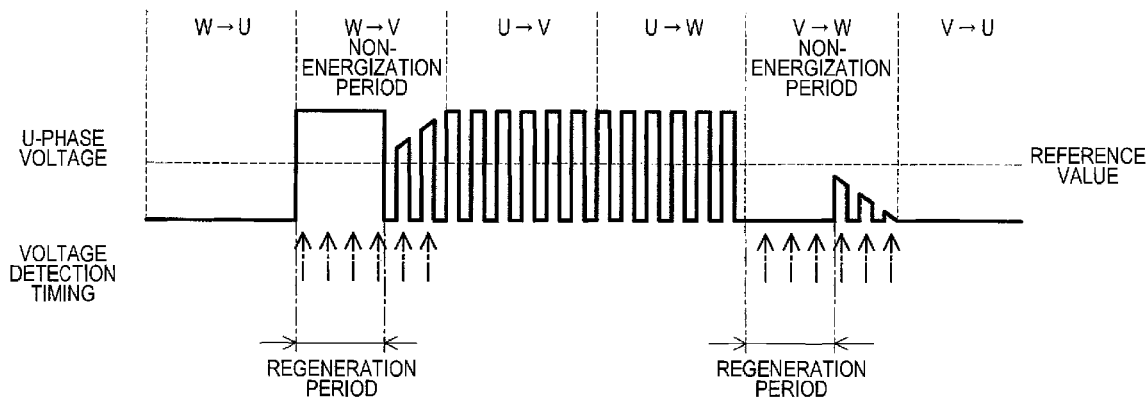 W→U
W→V
NON-
ENERGIZATION
PERIOD
U→V
U→W
V→W
NON-
ENERGIZATION
PERIOD
V→U
U-PHASE
VOLTAGE
REFERENCE
VALUE
VOLTAGE
DETECTION
TIMING
REGENERATION
PERIOD
REGENERATION
PERIOD